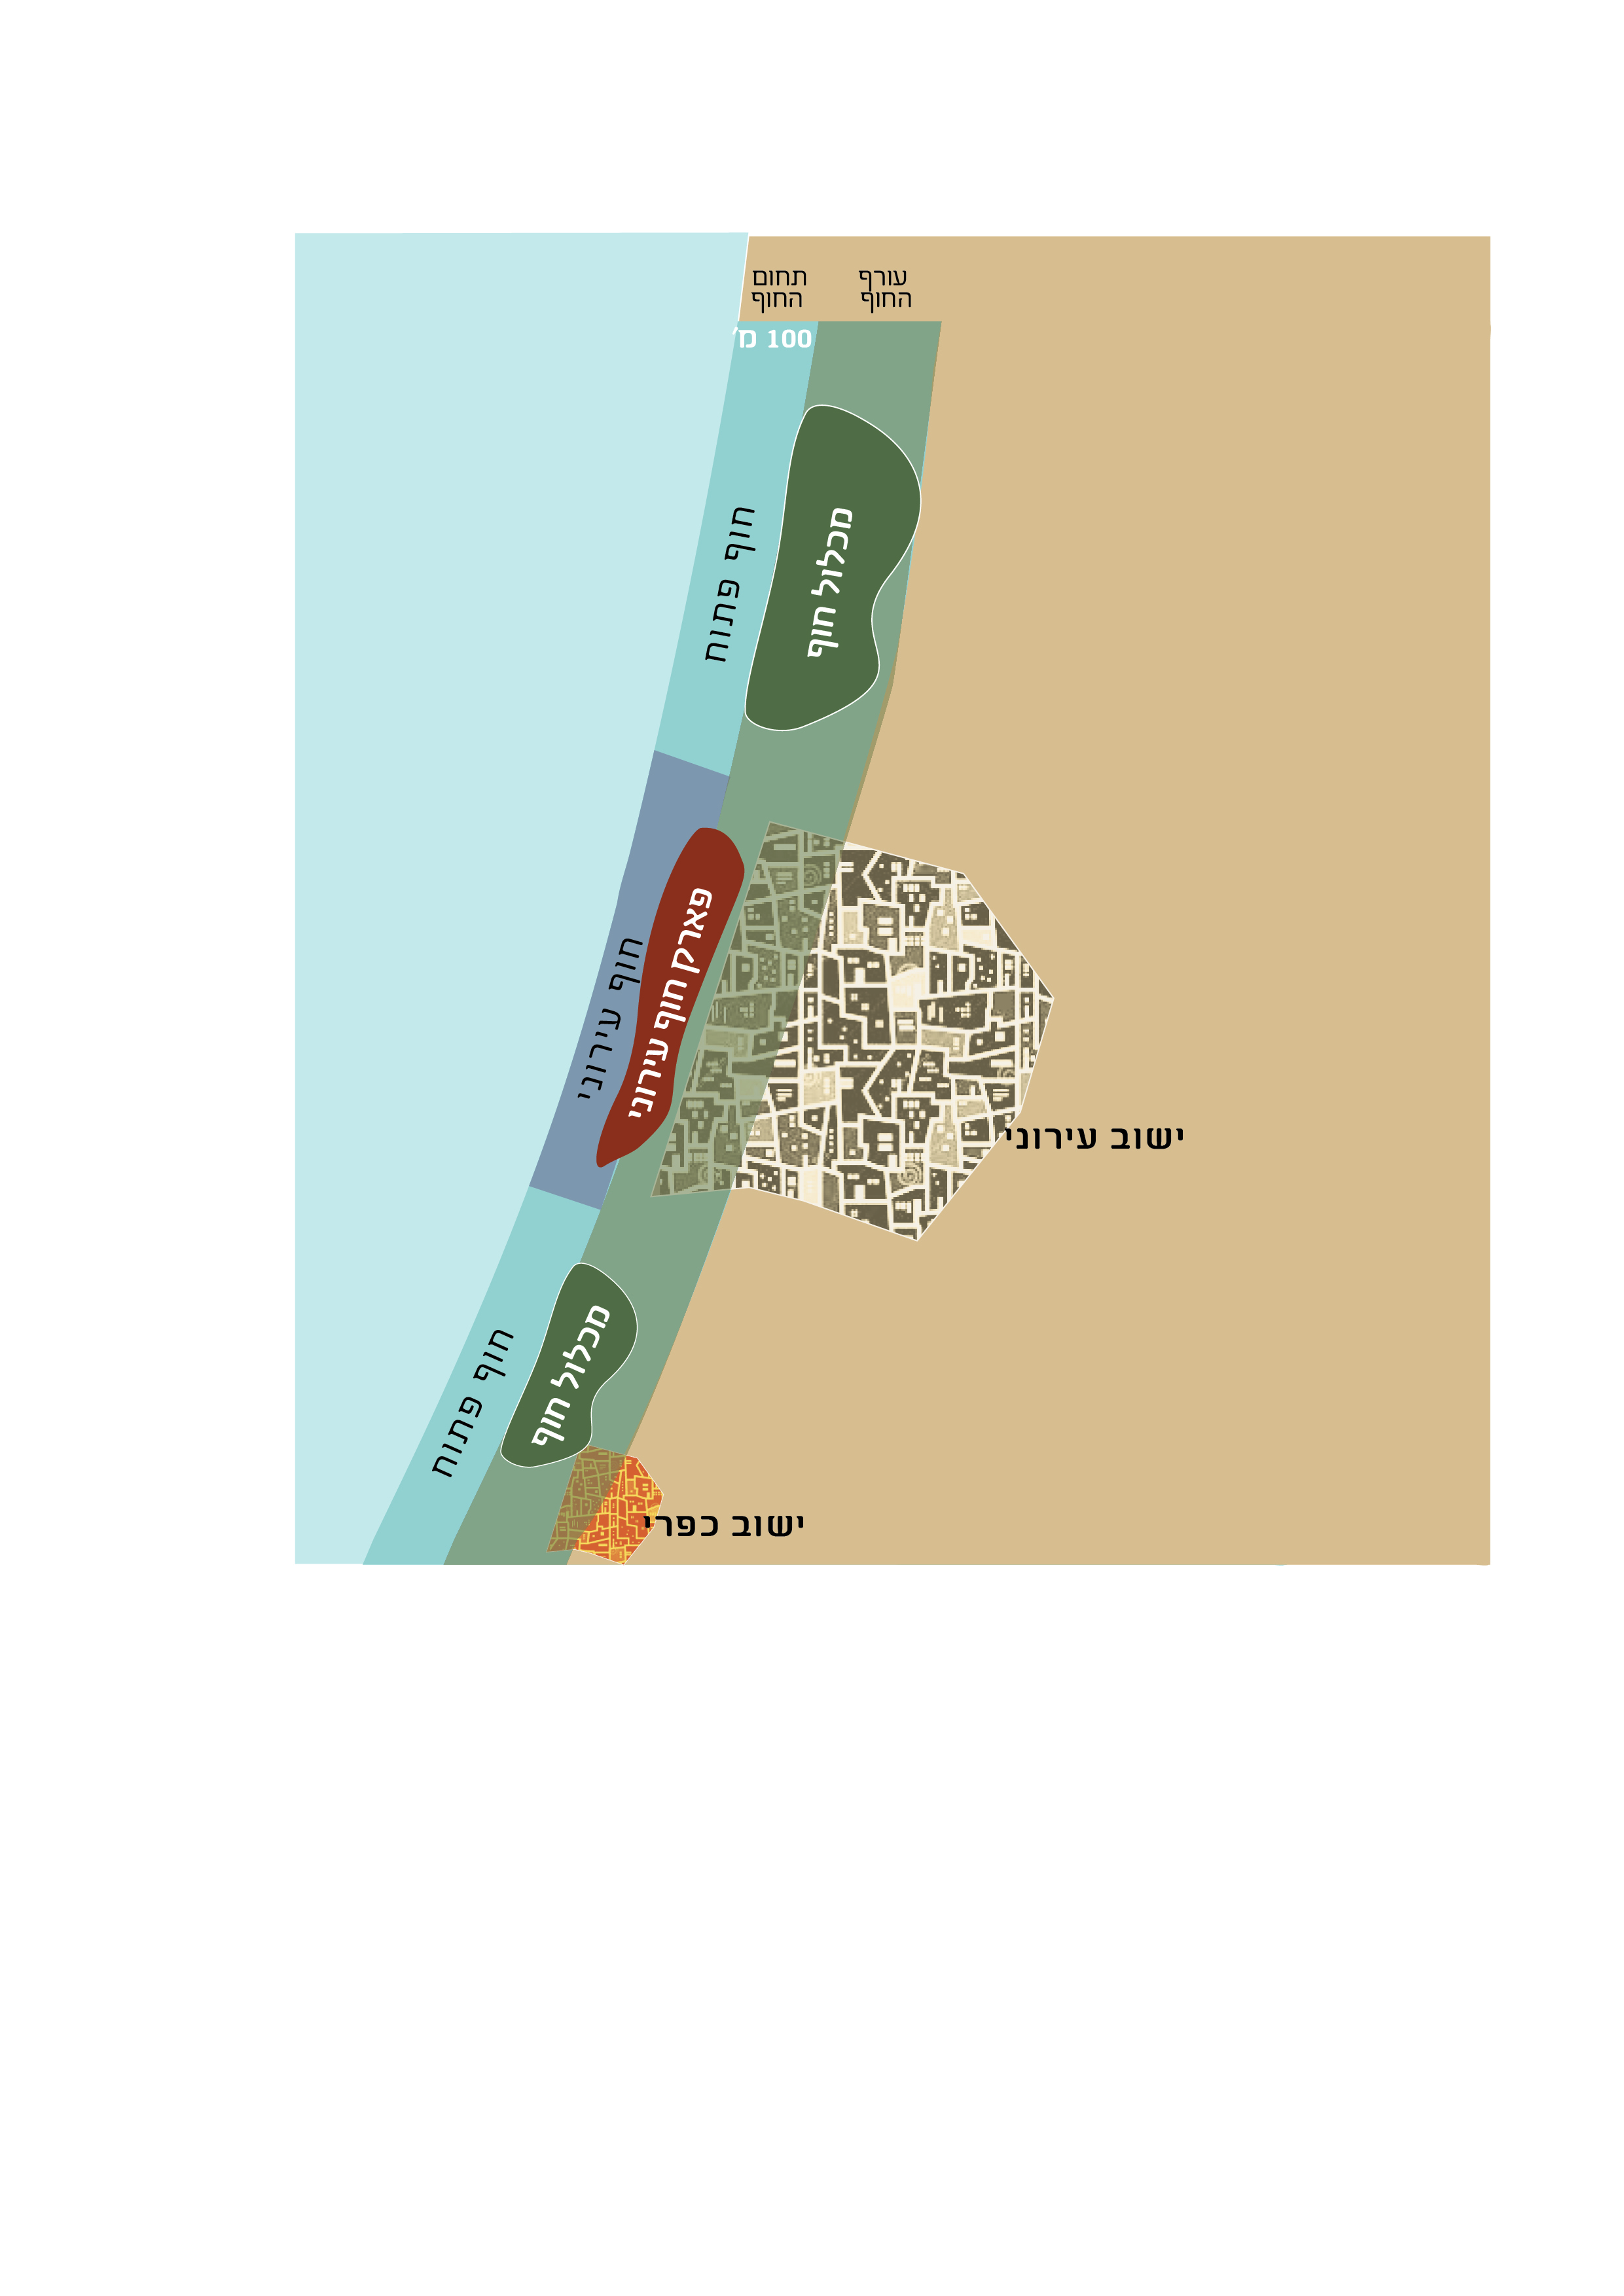 עורף
החוף
תחום
החוף
100 מ'
חוף פתוח
מכלול חוף
פארק חוף עירוני
חוף עירוני
ישוב עירוני
מכלול חוף
חוף פתוח
ישוב כפרי